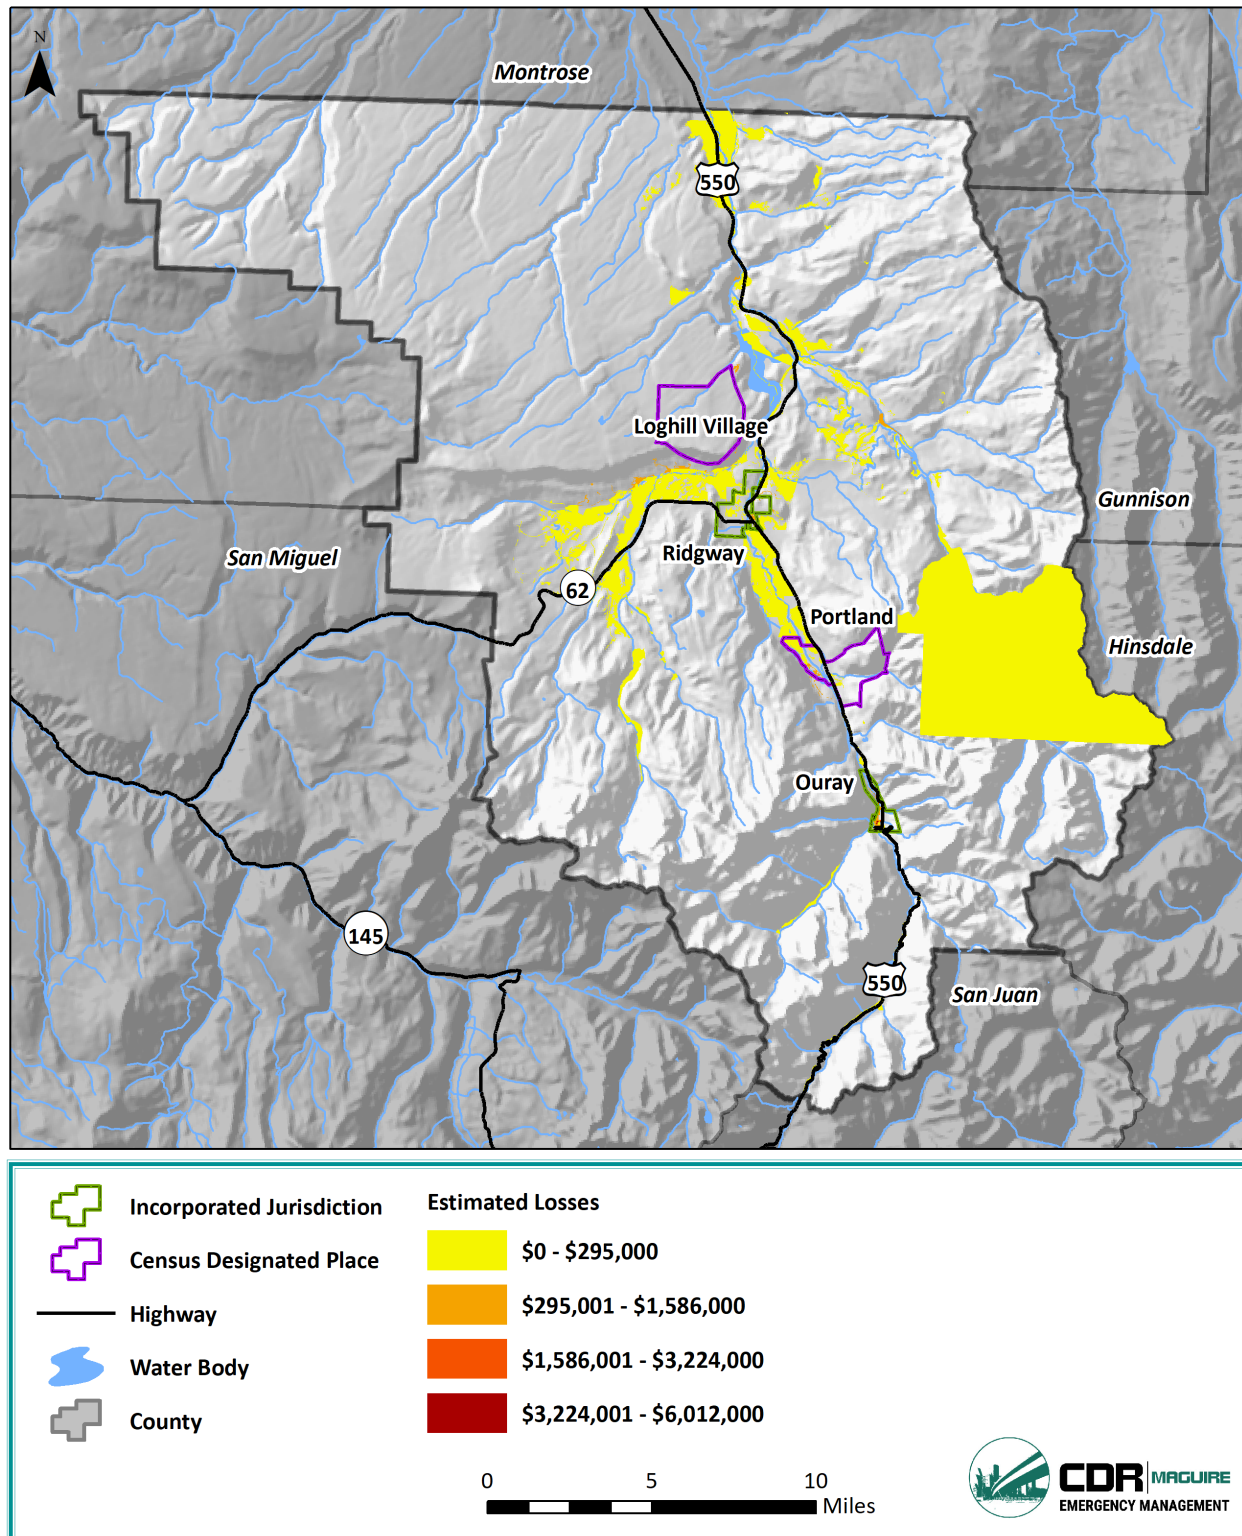 N
Montrose
550
Loghill Village
Gunnison
San Miguel
Ridgway
62
Portland
Hinsdale
Ouray
145
550
San Juan
Incorporated Jurisdiction
Census Designated Place
Highway
Water Body
County
Estimated Losses
$0 - $295,000
$295,001 - $1,586,000
$1,586,001 - $3,224,000
$3,224,001 - $6,012,000
0 5 10
Miles
CDR MAGUIRE
EMERGENCY MANAGEMENT